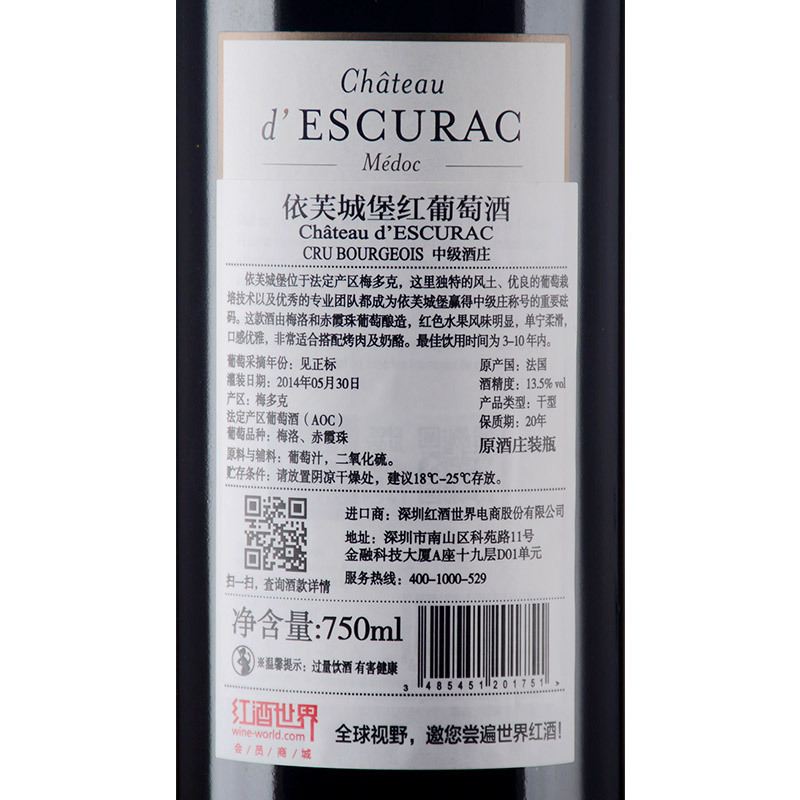 Château
d'ESCURAC
Médoc
依芙城堡红葡萄酒
Château d'ESCURAC
CRU BOURGEOIS 中级酒庄
依芙城堡位于法定产区梅多克，这里独特的风土、优良的葡萄栽
培技术以及优秀的专业团队都成为依芙城堡赢得中级庄称号的重要砝
码。这款酒由梅洛和赤霞珠葡萄酿造，红色水果风味明显，单宁柔滑，
口感优雅，非常适合搭配烤肉及奶酪。最佳饮用时间为3-10年内。
葡萄采摘年份：见正标 原产国：法国
灌装日期：2014年05月30日 酒精度：13.5% vol
产区：梅多克 产品类型：干型
法定产区葡萄酒（AOC） 保质期：20年
葡萄品种：梅洛、赤霞珠 原酒庄装瓶
原料与辅料：葡萄汁，二氧化硫。
贮存条件：请放置阴凉干燥处，建议18℃-25℃存放。
进口商：深圳红酒世界电商股份有限公司
地址：深圳市南山区科苑路11号
金融科技大厦A座十九层D01单元
服务热线：400-1000-529
扫一扫，查询酒款详情
净含量:750ml
※温馨提示：过量饮酒 有害健康
3 485451 201751 >
红酒世界
wine-world.com
会/员/商/城
全球视野，邀您尝遍世界红酒！